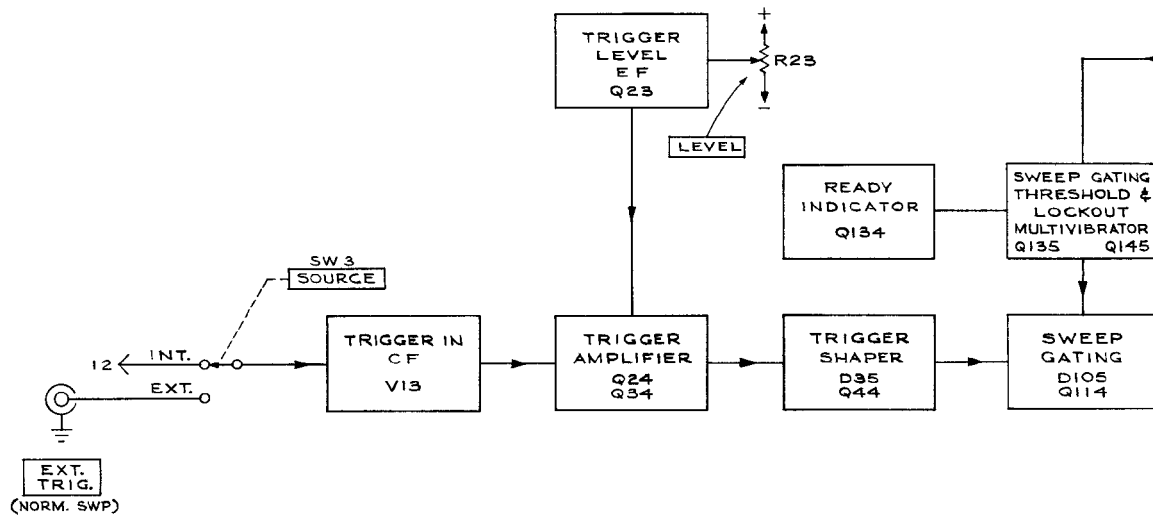 TRIGGER
LEVEL
EF
Q23
+
R23
−
LEVEL
READY
INDICATOR
Q134
SWEEP GATING
THRESHOLD &
LOCKOUT
MULTIVIBRATOR
Q135 Q145
SW3
SOURCE
12
INT.
EXT.
TRIGGER IN
CF
V13
TRIGGER
AMPLIFIER
Q24
Q34
TRIGGER
SHAPER
D35
Q44
SWEEP
GATING
D105
Q114
EXT.
TRIG.
(NORM. SWP)